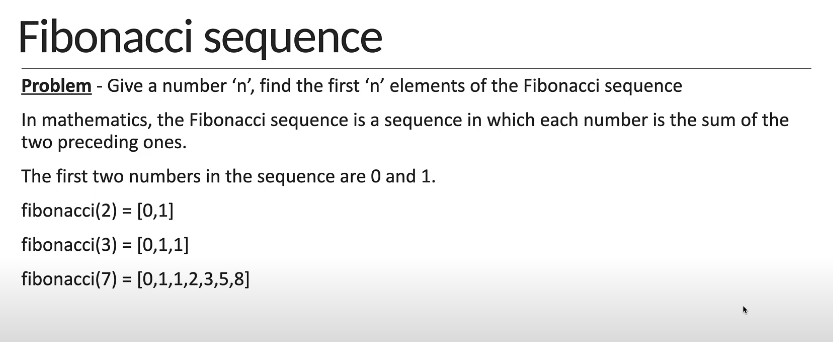 Fibonacci sequence
Problem - Give a number ‘n’, find the first ‘n’ elements of the Fibonacci sequence
In mathematics, the Fibonacci sequence is a sequence in which each number is the sum of the
two preceding ones.
The first two numbers in the sequence are 0 and 1.
fibonacci(2) = [0,1]
fibonacci(3) = [0,1,1]
fibonacci(7) = [0,1,1,2,3,5,8]